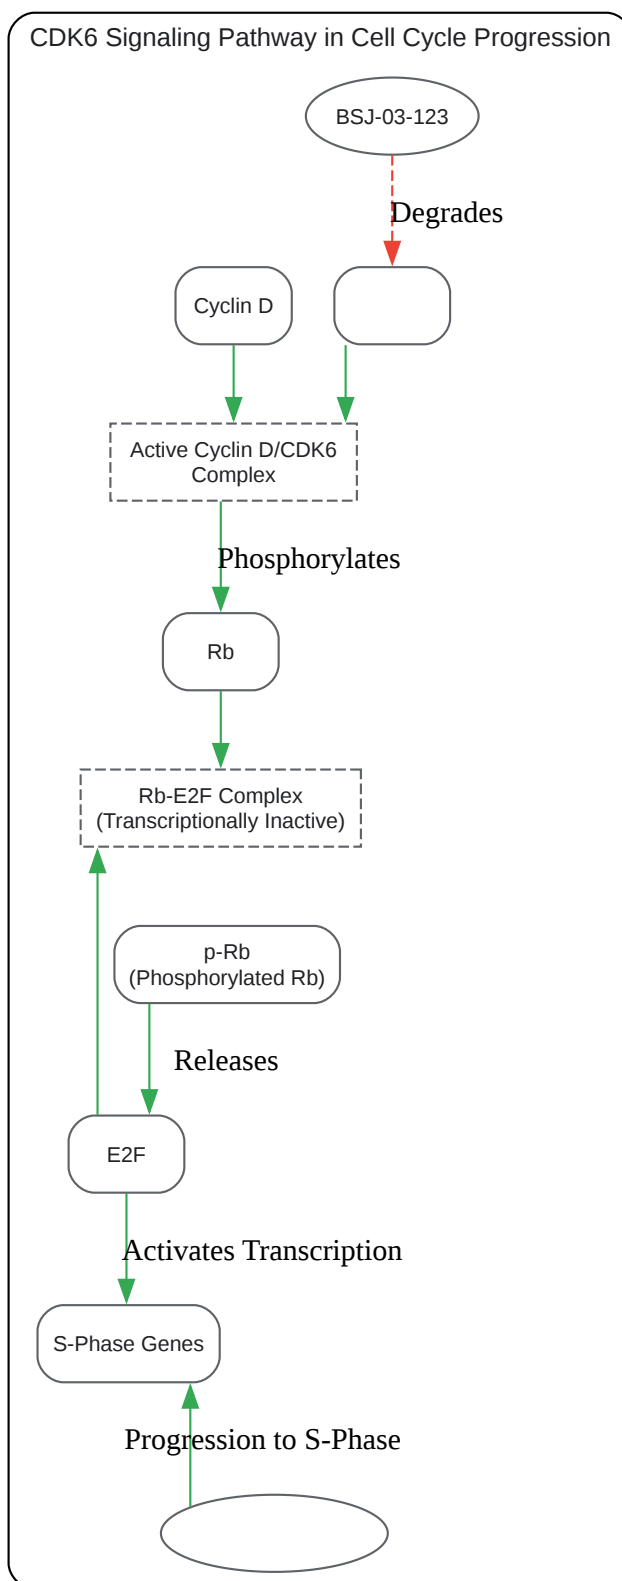 CDK6 Signaling Pathway in Cell Cycle Progression
BSJ-03-123
Degrades
Cyclin D
Active Cyclin D/CDK6
Complex
Phosphorylates
Rb
Rb-E2F Complex
(Transcriptionally Inactive)
p-Rb
(Phosphorylated Rb)
Releases
E2F
Activates Transcription
S-Phase Genes
Progression to S-Phase